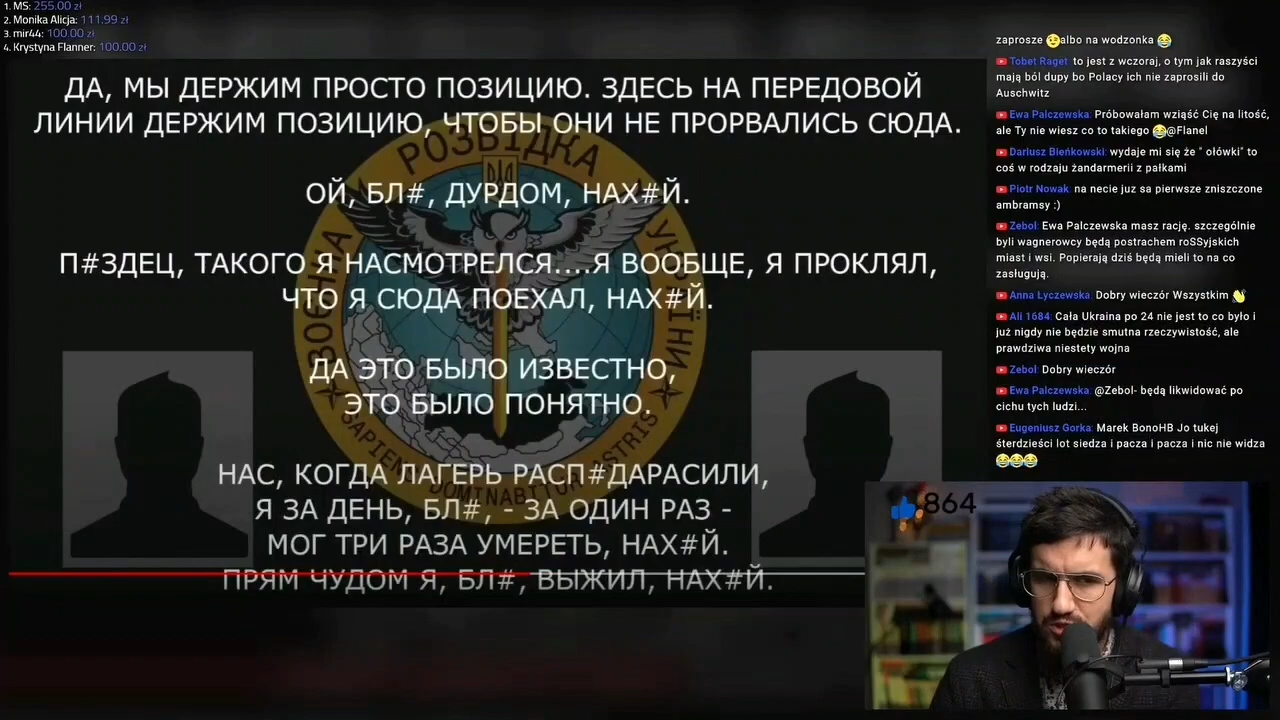 1. MS: 255.00 zł
2. Monika Alicja: 111.99 zł
3. mir44: 100.00 zł
4. Krystyna Flanner: 100.00 zł
ДА, МЫ ДЕРЖИМ ПРОСТО ПОЗИЦИЮ. ЗДЕСЬ НА ПЕРЕДОВОЙ
ЛИНИИ ДЕРЖИМ ПОЗИЦИЮ, ЧТОБЫ ОНИ НЕ ПРОРВАЛИСЬ СЮДА.
ОЙ, БЛ#, ДУРДОМ, НАХ#Й.
П#ЗДЕЦ, ТАКОГО Я НАСМОТРЕЛСЯ....Я ВООБЩЕ, Я ПРОКЛЯЛ,
ЧТО Я СЮДА ПОЕХАЛ, НАХ#Й.
ДА ЭТО БЫЛО ИЗВЕСТНО,
ЭТО БЫЛО ПОНЯТНО.
НАС, КОГДА ЛАГЕРЬ РАСП#ДАРАСИЛИ,
Я ЗА ДЕНЬ, БЛ#, - ЗА ОДИН РАЗ -
МОГ ТРИ РАЗА УМЕРЕТЬ, НАХ#Й.
ПРЯМ ЧУДОМ Я, БЛ#, ВЫЖИЛ, НАХ#Й.
ВОЄННА РОЗВІДКА УКРАЇНИ
SAPIENS DOMINABITUR ASTRIS
zaprosze 😉albo na wodzonka 😂
Tobet Raget: to jest z wczoraj, o tym jak raszyści
mają ból dupy bo Polacy ich nie zaprosili do
Auschwitz
Ewa Palczewska: Próbowałam wziąść Cię na litość,
ale Ty nie wiesz co to takiego 😂@Flanel
Dariusz Bieńkowski: wydaje mi się że " ołówki" to
coś w rodzaju żandarmerii z pałkami
Piotr Nowak: na necie juz sa pierwsze zniszczone
ambramsy :)
Zebol: Ewa Palczewska masz rację. szczególnie
byli wagnerowcy będą postrachem roSSyjskich
miast i wsi. Popierają dziś będą mieli to na co
zasługują.
Anna Łyczewska: Dobry wieczór Wszystkim 👋
Ali 1684: Cała Ukraina po 24 nie jest to co było i
już nigdy nie będzie smutna rzeczywistość, ale
prawdziwa niestety wojna
Zebol: Dobry wieczór
Ewa Palczewska: @Zebol- będą likwidować po
cichu tych ludzi...
Eugeniusz Gorka: Marek BonoHB Jo tukej
śterdzieści lot siedza i pacza i pacza i nic nie widza
😂😂😂
864